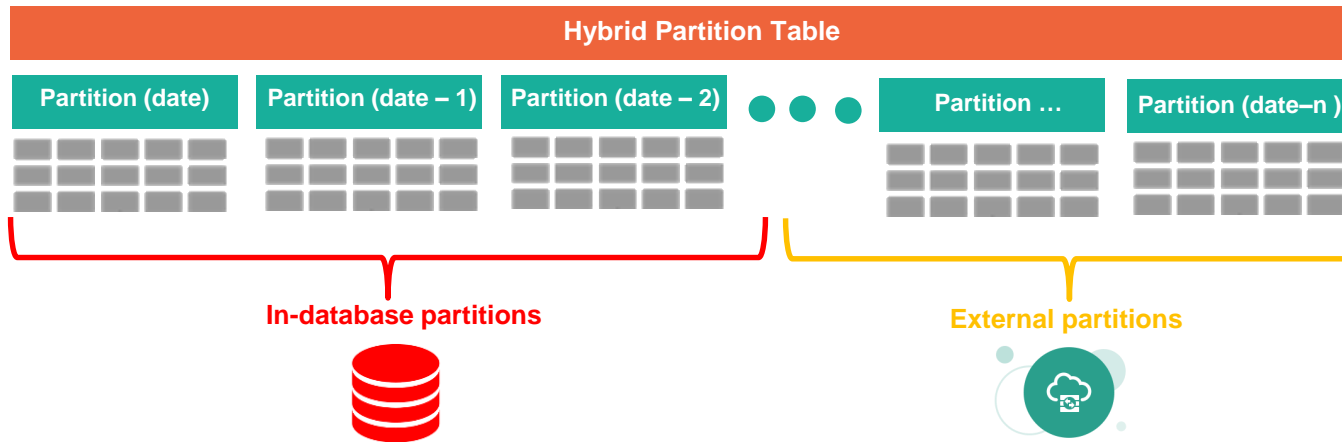 Hybrid Partition Table
Partition (date)
Partition (date – 1)
Partition (date – 2)
Partition …
Partition (date–n )
In-database partitions
External partitions